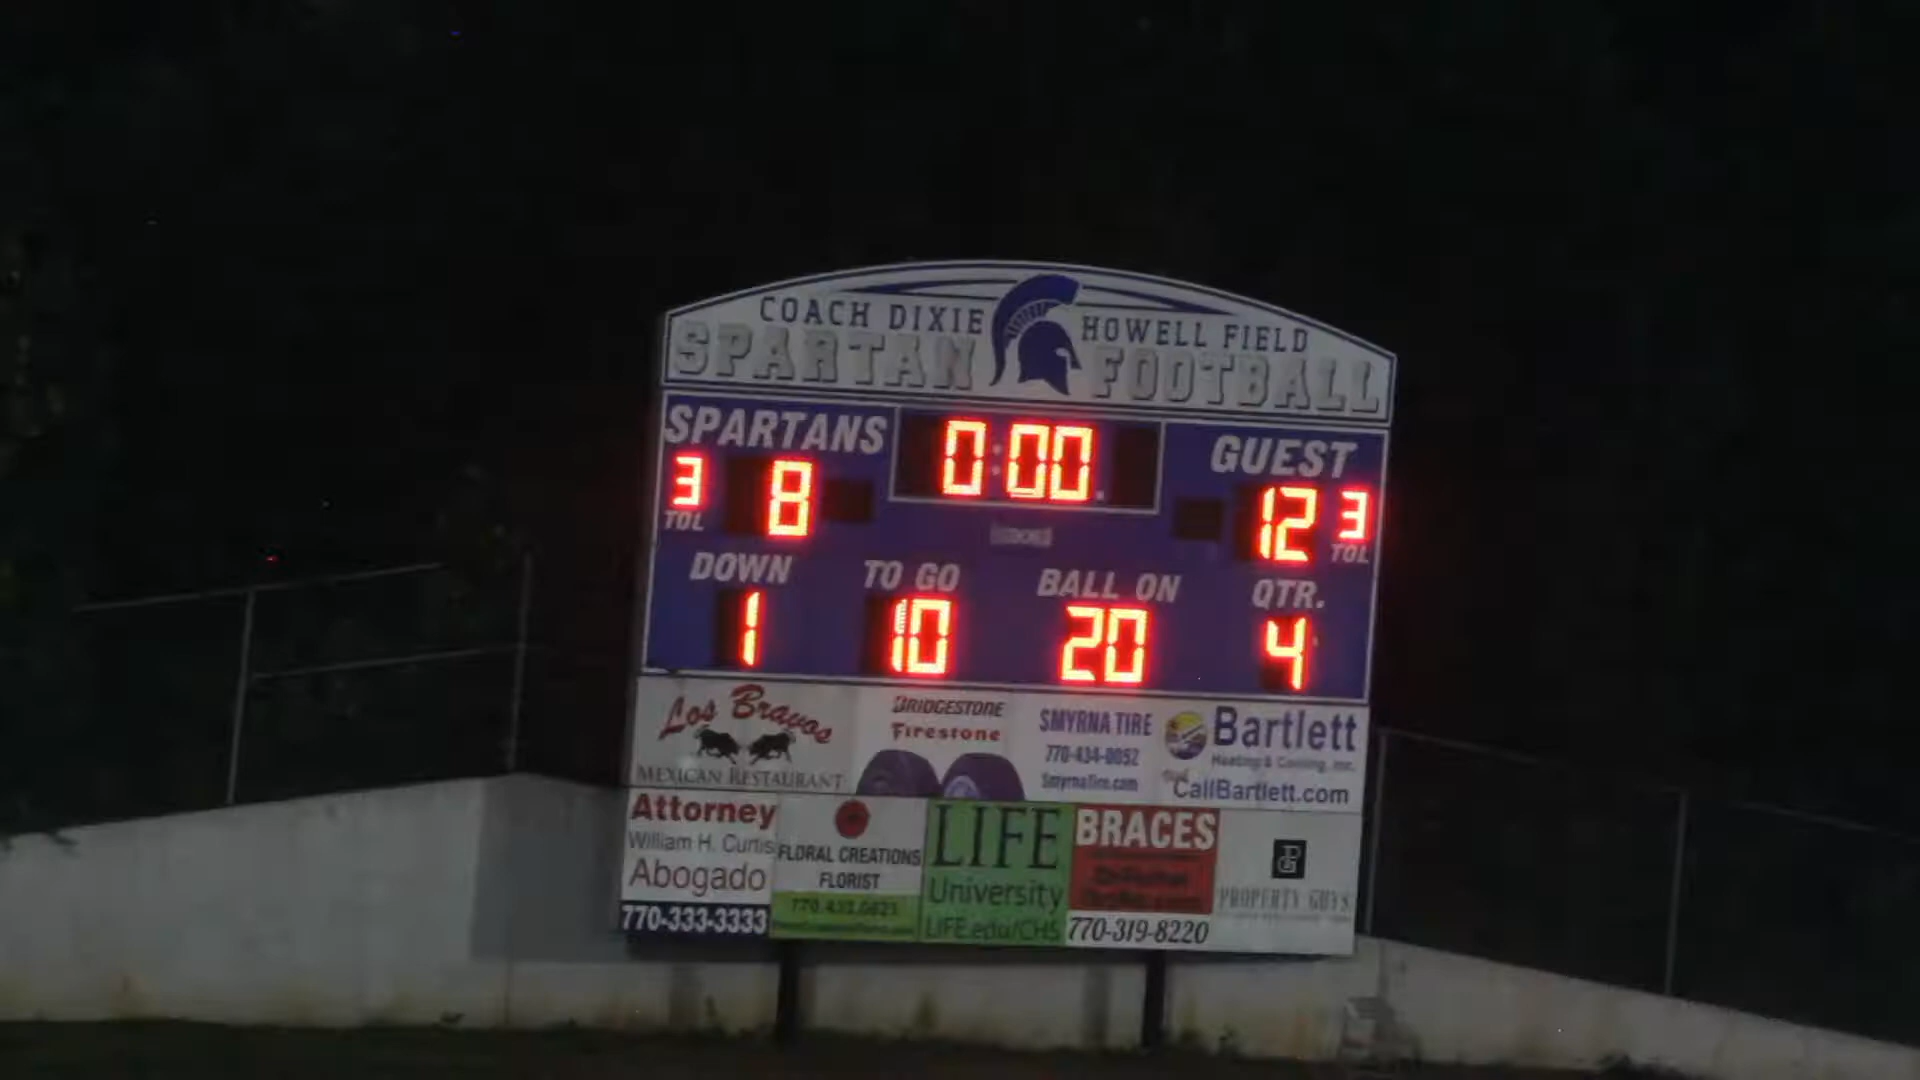 COACH DIXIE HOWELL FIELD
SPARTAN FOOTBALL
SPARTANS 0:00 GUEST
3 8 12 3
TOL TOL
DOWN TO GO BALL ON QTR.
1 10 20 4
Los Bravos
MEXICAN RESTAURANT
BRIDGESTONE
Firestone
SMYRNA TIRE
770-434-0052
SmyrnaTire.com
Bartlett
Heating & Cooling, Inc.
CallBartlett.com
Attorney
William H. Curtis
Abogado
770-333-3333
FLORAL CREATIONS
FLORIST
LIFE
University
LIFE.edu/CHS
BRACES
770-319-8220
PROPERTY GUYS